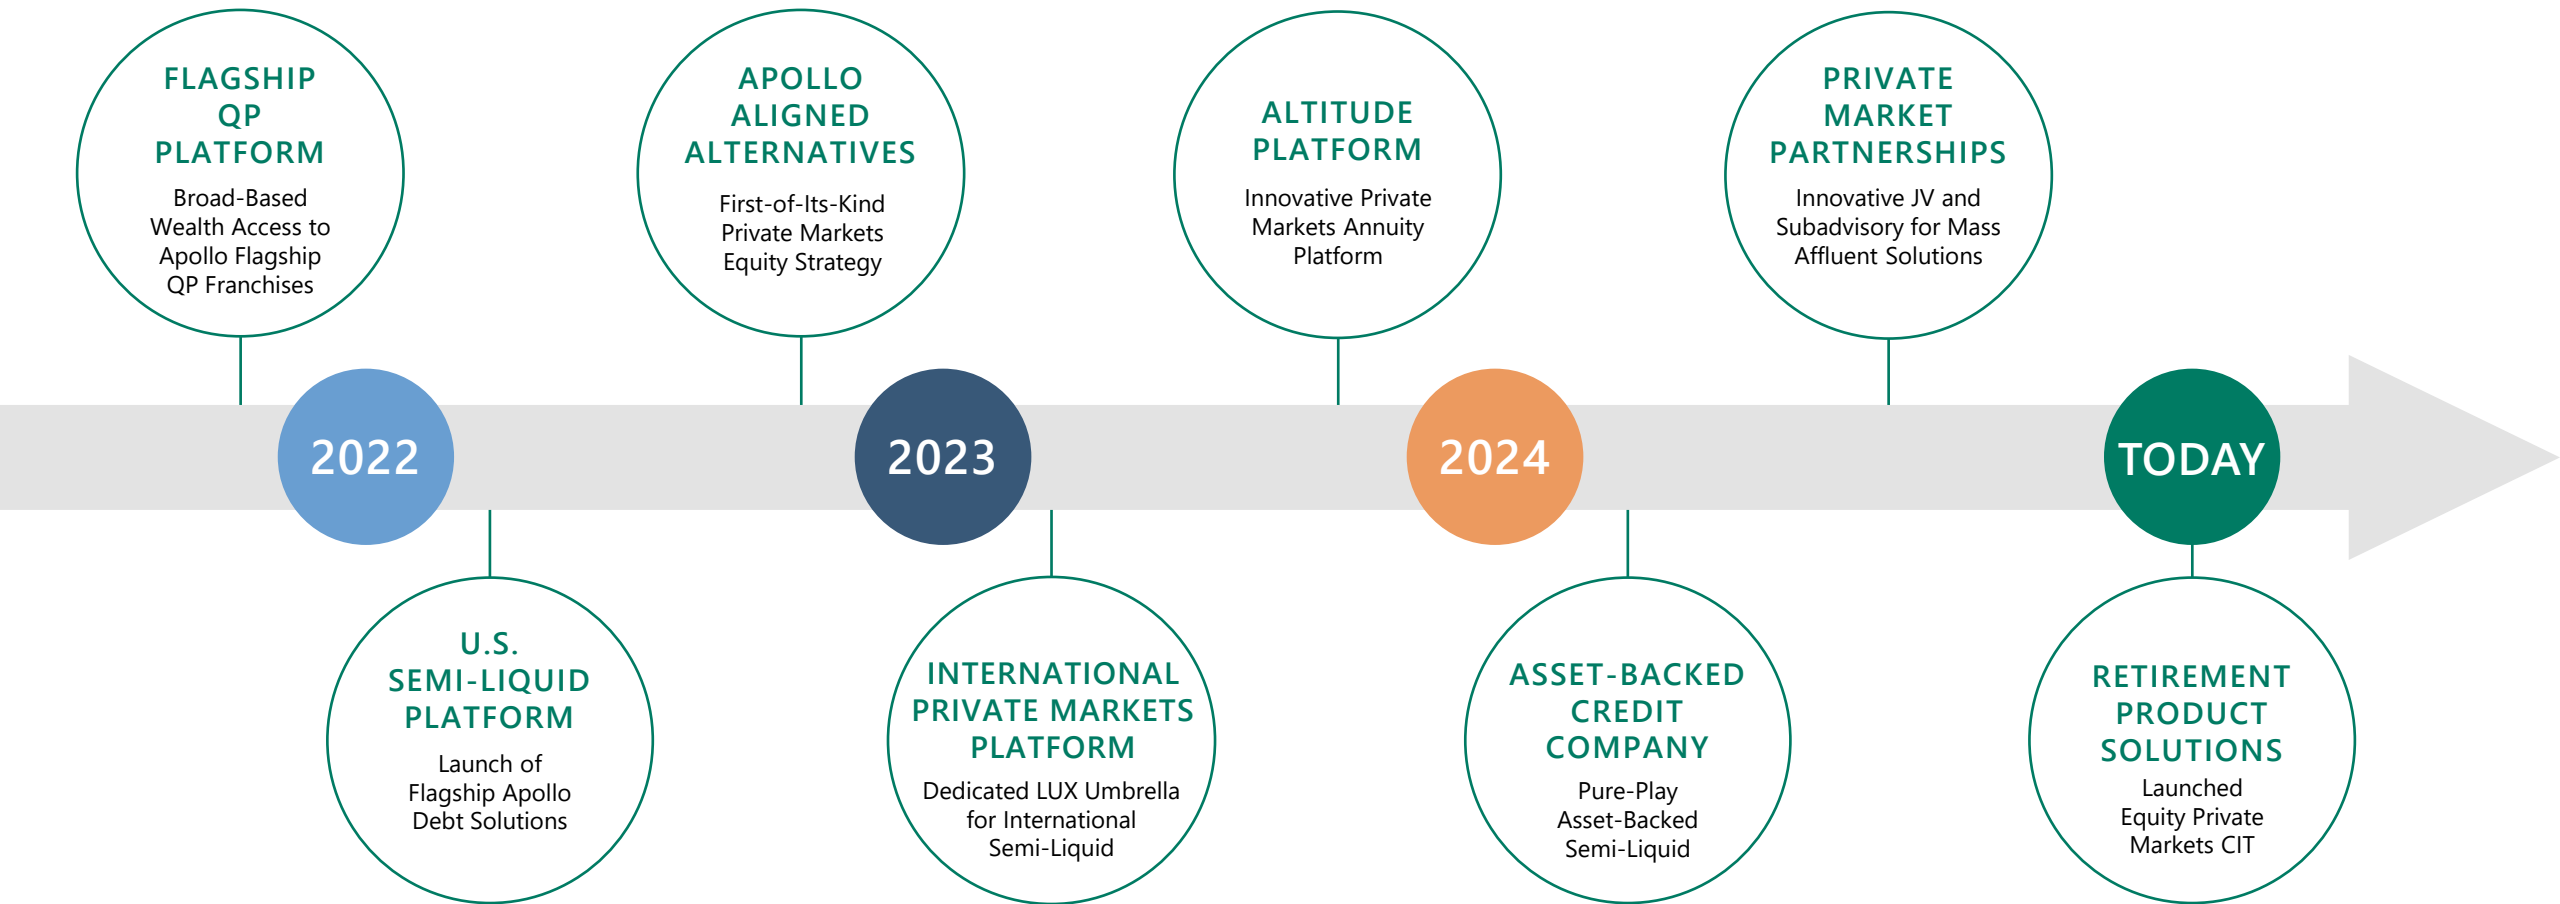 FLAGSHIP
QP
PLATFORM
Broad-Based
Wealth Access to
Apollo Flagship
QP Franchises
APOLLO
ALIGNED
ALTERNATIVES
First-of-Its-Kind
Private Markets
Equity Strategy
ALTITUDE
PLATFORM
Innovative Private
Markets Annuity
Platform
PRIVATE
MARKET
PARTNERSHIPS
Innovative JV and
Subadvisory for Mass
Affluent Solutions
2022
2023
2024
TODAY
U.S.
SEMI-LIQUID
PLATFORM
Launch of
Flagship Apollo
Debt Solutions
INTERNATIONAL
PRIVATE MARKETS
PLATFORM
Dedicated LUX Umbrella
for International
Semi-Liquid
ASSET-BACKED
CREDIT
COMPANY
Pure-Play
Asset-Backed
Semi-Liquid
RETIREMENT
PRODUCT
SOLUTIONS
Launched
Equity Private
Markets CIT